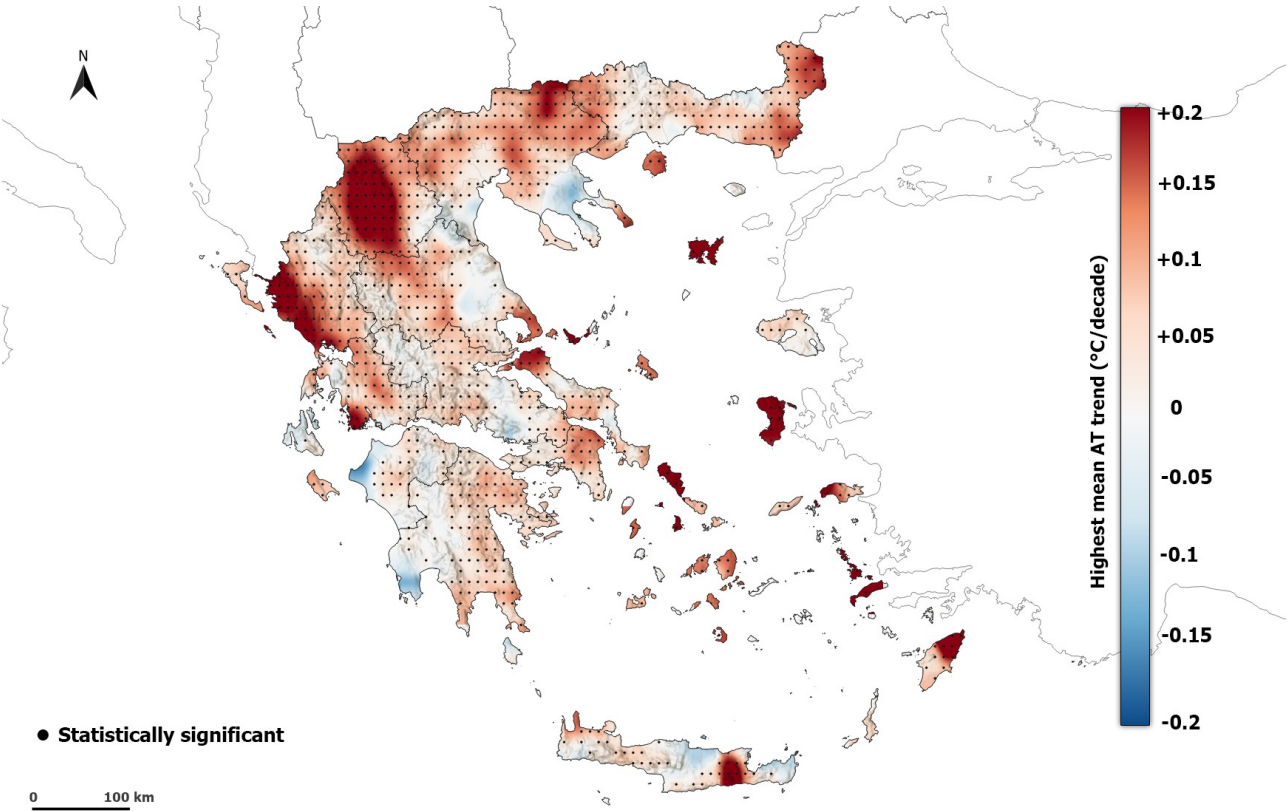 N
+0.2
+0.15
+0.1
+0.05
0
-0.05
-0.1
-0.15
-0.2
Highest mean AT trend (°C/decade)
Statistically significant
0 100 km